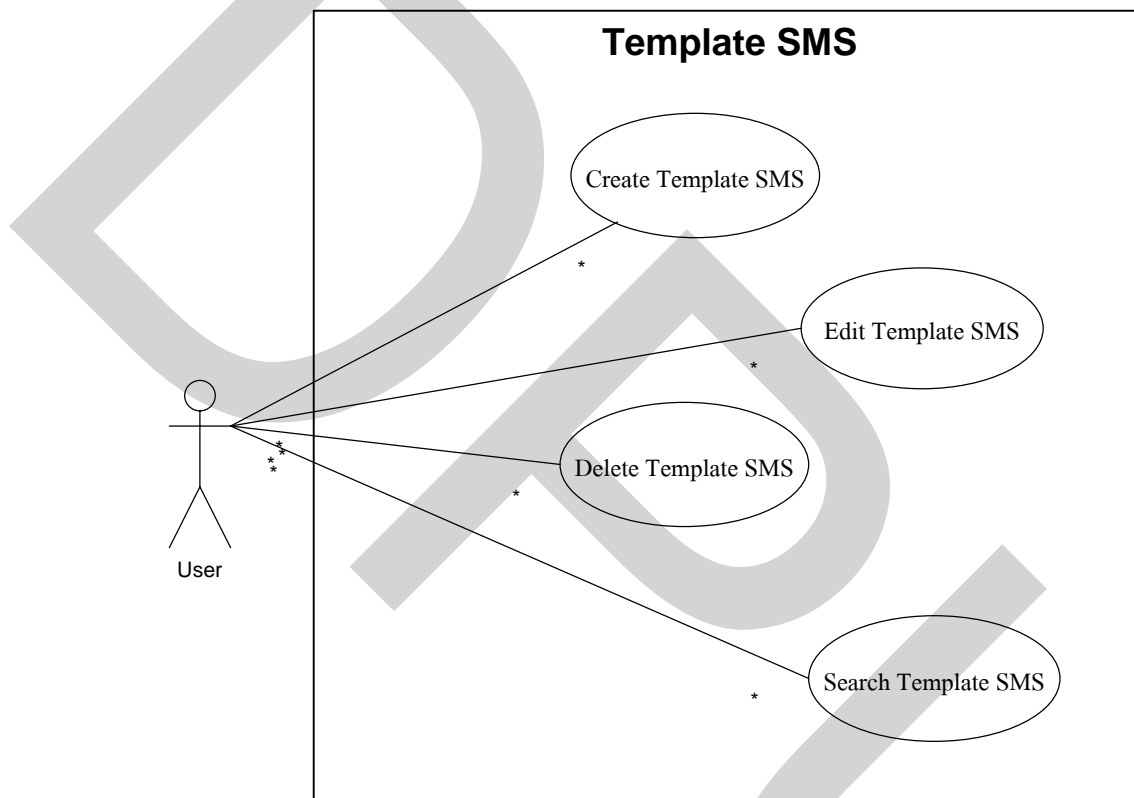 Template SMS
Create Template SMS
*
Edit Template SMS
*
*
*
*
*
Delete Template SMS
*
User
Search Template SMS
*